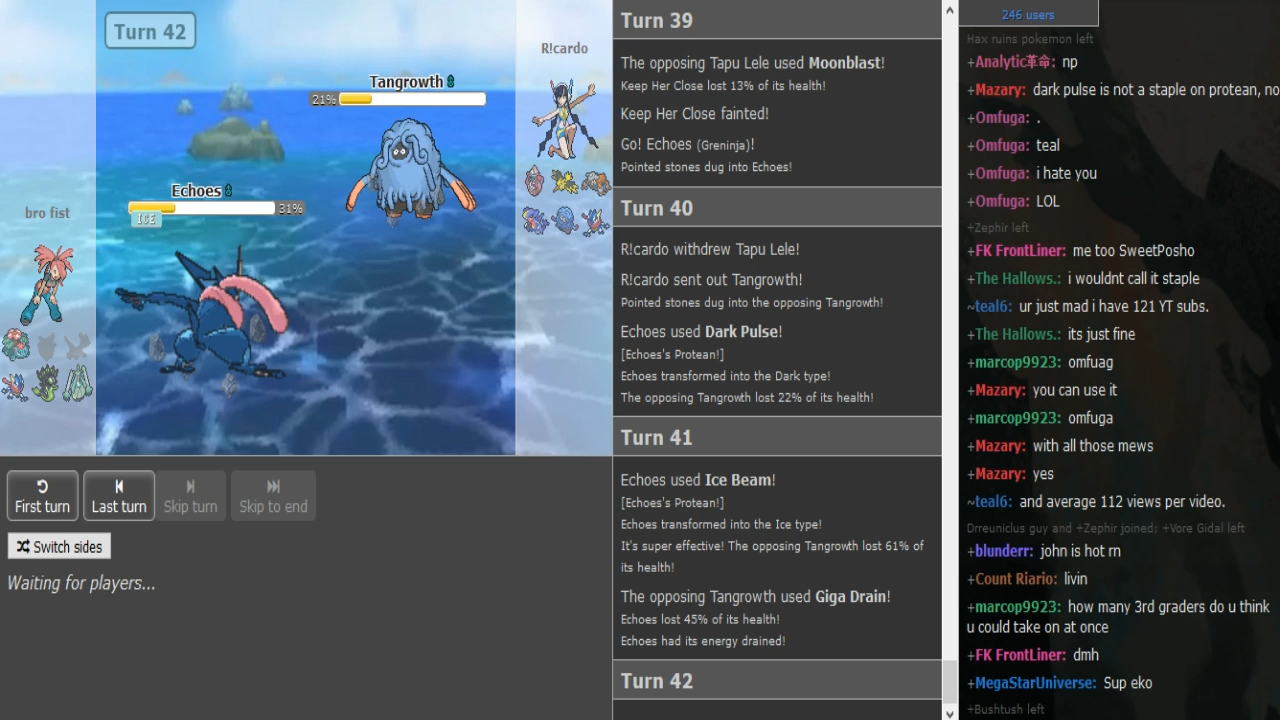 Turn 42
R!cardo
Tangrowth
21%
Echoes
31%
ICE
bro fist
First turn
Last turn
Skip turn
Skip to end
Switch sides
Waiting for players...
Turn 39
The opposing Tapu Lele used Moonblast!
Keep Her Close lost 13% of its health!
Keep Her Close fainted!
Go! Echoes (Greninja)!
Pointed stones dug into Echoes!
Turn 40
R!cardo withdrew Tapu Lele!
R!cardo sent out Tangrowth!
Pointed stones dug into the opposing Tangrowth!
Echoes used Dark Pulse!
[Echoes's Protean!]
Echoes transformed into the Dark type!
The opposing Tangrowth lost 22% of its health!
Turn 41
Echoes used Ice Beam!
[Echoes's Protean!]
Echoes transformed into the Ice type!
It's super effective! The opposing Tangrowth lost 61% of
its health!
The opposing Tangrowth used Giga Drain!
Echoes lost 45% of its health!
Echoes had its energy drained!
Turn 42
246 users
Hax ruins pokemon left
+Analytic革命: np
+Mazary: dark pulse is not a staple on protean, no
+Omfuga: .
+Omfuga: teal
+Omfuga: i hate you
+Omfuga: LOL
+Zephir left
+FK FrontLiner: me too SweetPosho
+The Hallows.: i wouldnt call it staple
~teal6: ur just mad i have 121 YT subs.
+The Hallows.: its just fine
+marcop9923: omfuag
+Mazary: you can use it
+marcop9923: omfuga
+Mazary: with all those mews
+Mazary: yes
~teal6: and average 112 views per video.
Drreuniclus guy and +Zephir joined; +Vore Gidal left
+blunderr: john is hot rn
+Count Riario: livin
+marcop9923: how many 3rd graders do u think
u could take on at once
+FK FrontLiner: dmh
+MegaStarUniverse: Sup eko
+Bushtush left